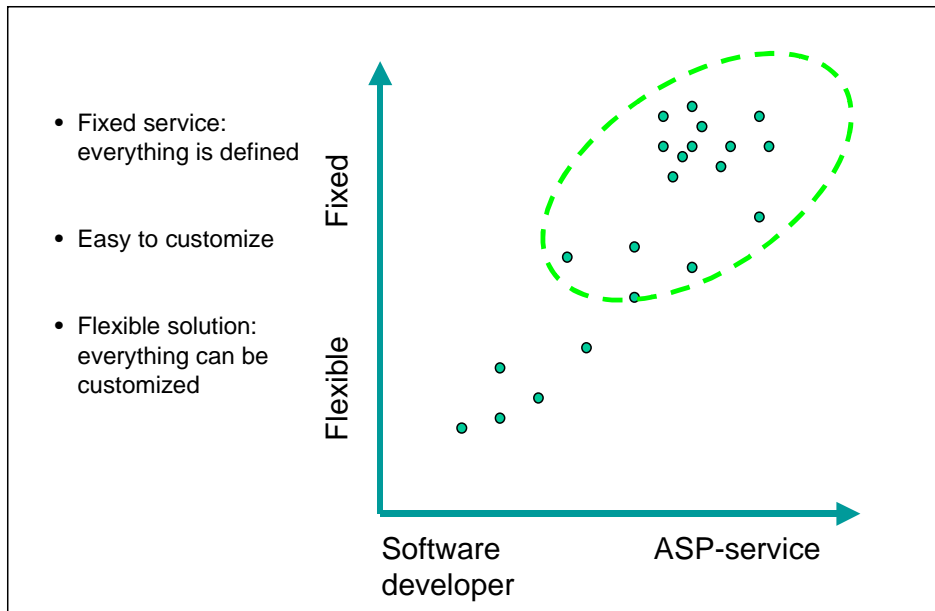 • Fixed service:
everything is defined
• Easy to customize
• Flexible solution:
everything can be
customized
Fixed
Flexible
Software
developer
ASP-service